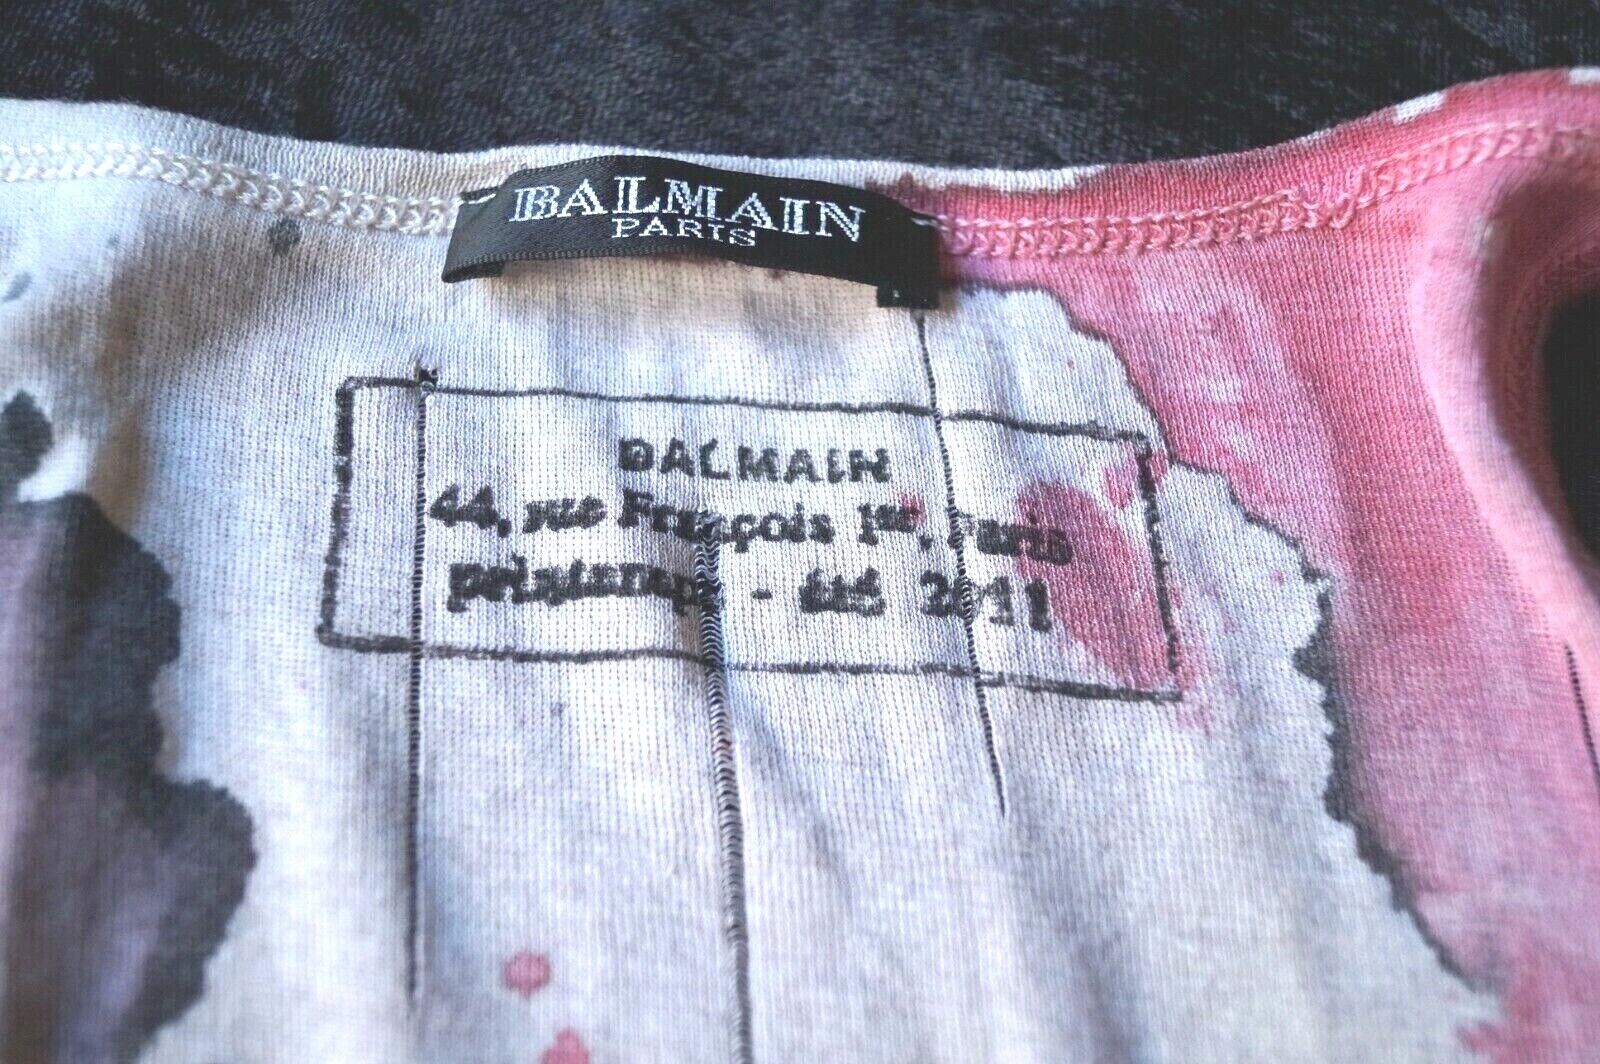 BALMAIN
PARIS
BALMAIN
44, rue François 1er, Paris
printemps - été 2011